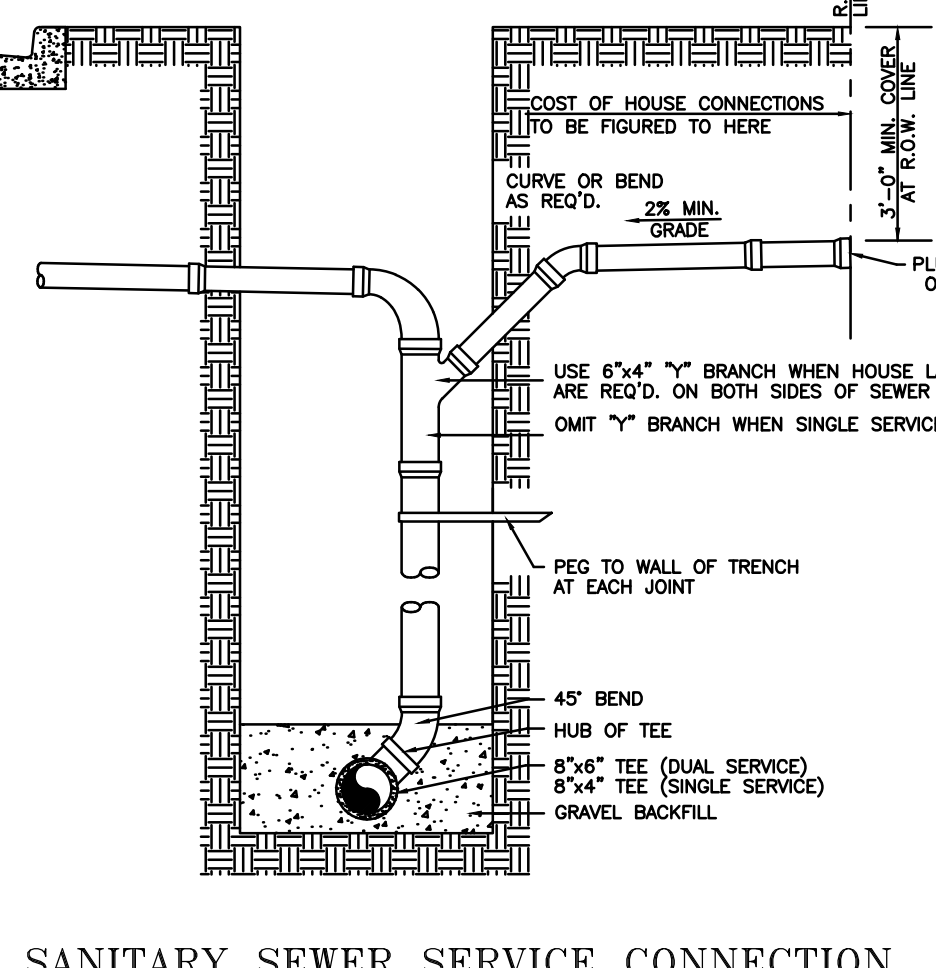 R.
LI
COST OF HOUSE CONNECTIONS
TO BE FIGURED TO HERE
3'-0" MIN. COVER
AT R.O.W. LINE
CURVE OR BEND
AS REQ'D.
2% MIN.
GRADE
USE 6"x4" "Y" BRANCH WHEN HOUSE
ARE REQ'D. ON BOTH SIDES OF SEWER
OMIT "Y" BRANCH WHEN SINGLE SERVICE
PEG TO WALL OF TRENCH
AT EACH JOINT
45° BEND
HUB OF TEE
8"x6" TEE (DUAL SERVICE)
8"x4" TEE (SINGLE SERVICE)
GRAVEL BACKFILL
SANITARY SEWER SERVICE CONNECTION